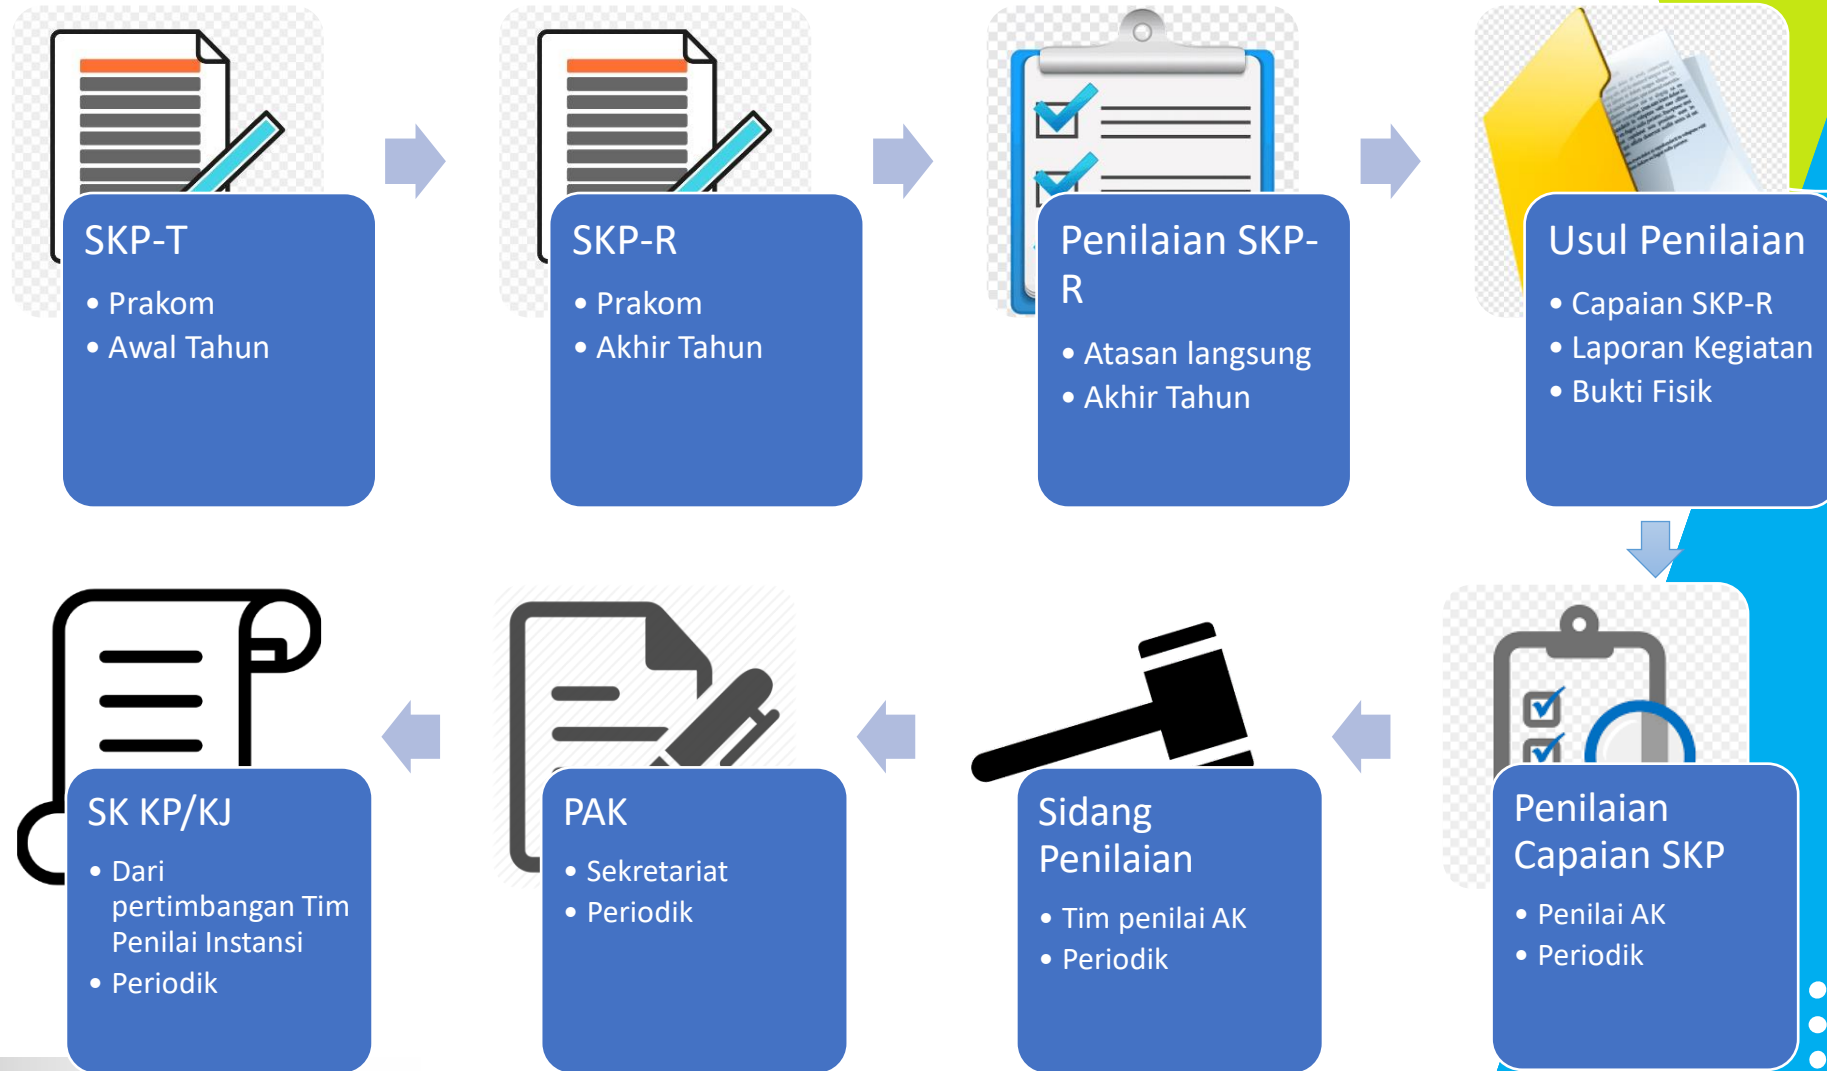 SKP-T
• Prakom
• Awal Tahun
SKP-R
• Prakom
• Akhir Tahun
Penilaian SKP-
R
• Atasan langsung
• Akhir Tahun
Usul Penilaian
• Capaian SKP-R
• Laporan Kegiatan
• Bukti Fisik
SK KP/KJ
• Dari
pertimbangan Tim
Penilai Instansi
• Periodik
PAK
• Sekretariat
• Periodik
Sidang
Penilaian
• Tim penilai AK
• Periodik
Penilaian
Capaian SKP
• Penilai AK
• Periodik